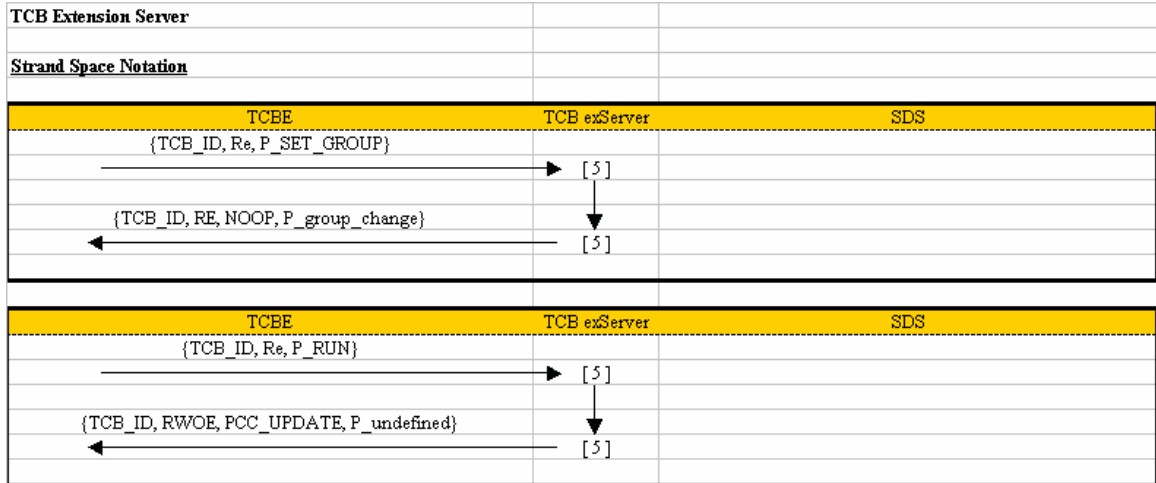 TCB Extension Server
Strand Space Notation
TCBE TCB exServer SDS
{TCB_ID, Re, P_SET_GROUP}
[5]
{TCB_ID, RE, NOOP, P_group_change}
[5]
TCBE TCB exServer SDS
{TCB_ID, Re, P_RUN}
[5]
{TCB_ID, RWOE, PCC_UPDATE, P_undefined}
[5]